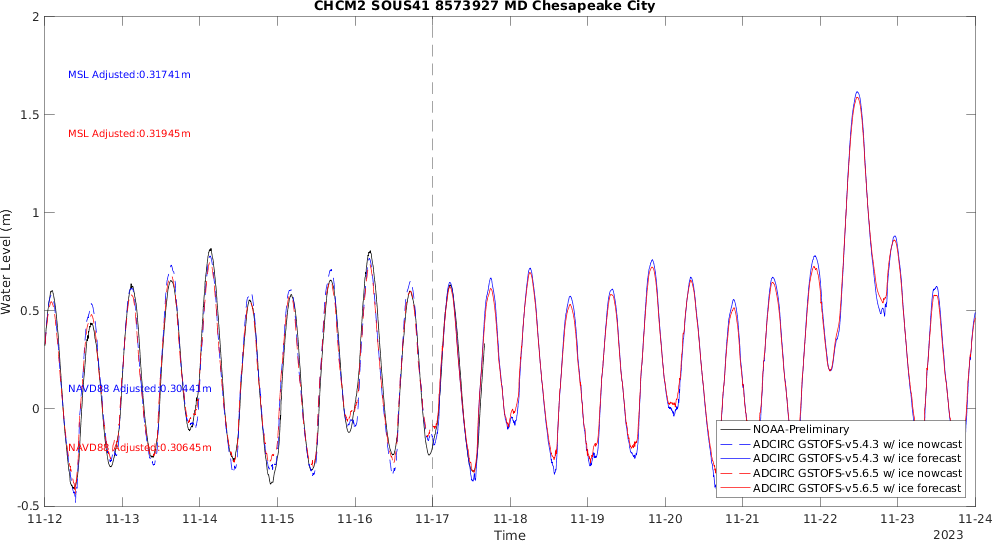 CHCM2 SOUS41 8573927 MD Chesapeake City
2
1.5
1
0.5
0
-0.5
Water Level (m)
MSL Adjusted:0.31741m
MSL Adjusted:0.31945m
NAVD88 Adjusted:0.30441m
NAVD88 Adjusted:0.30645m
NOAA-Preliminary
ADCIRC GSTOFS-v5.4.3 w/ ice nowcast
ADCIRC GSTOFS-v5.4.3 w/ ice forecast
ADCIRC GSTOFS-v5.6.5 w/ ice nowcast
ADCIRC GSTOFS-v5.6.5 w/ ice forecast
11-12 11-13 11-14 11-15 11-16 11-17 11-18 11-19 11-20 11-21 11-22 11-23 11-24
Time
2023